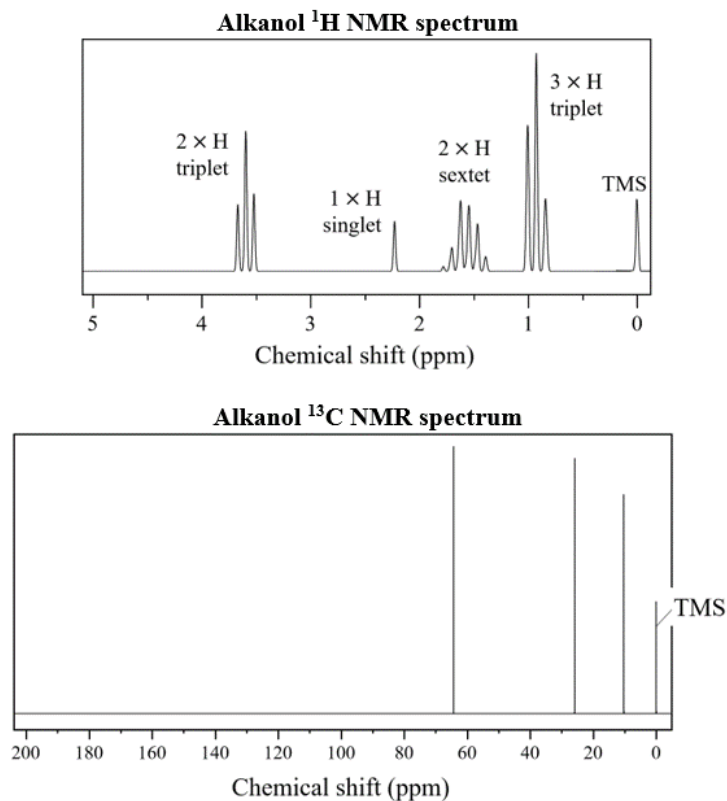 Alkanol ¹H NMR spectrum
3 × H
triplet
2 × H
triplet
2 × H
sextet
1 × H
singlet
TMS
5 4 3 2 1 0
Chemical shift (ppm)
Alkanol ¹³C NMR spectrum
TMS
200 180 160 140 120 100 80 60 40 20 0
Chemical shift (ppm)